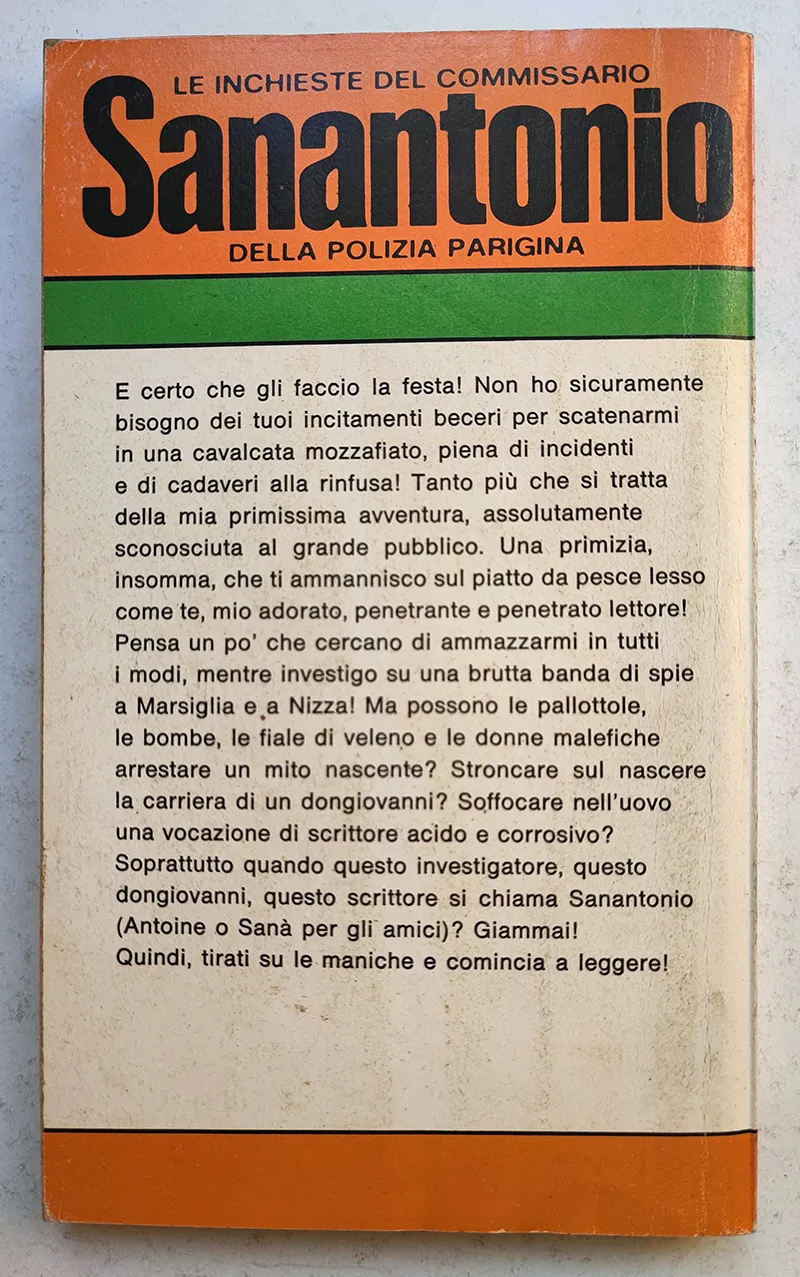 LE INCHIESTE DEL COMMISSARIO
Sanantonio
DELLA POLIZIA PARIGINA
E certo che gli faccio la festa! Non ho sicuramente
bisogno dei tuoi incitamenti beceri per scatenarmi
in una cavalcata mozzafiato, piena di incidenti
e di cadaveri alla rinfusa! Tanto più che si tratta
della mia primissima avventura, assolutamente
sconosciuta al grande pubblico. Una primizia,
insomma, che ti ammannisco sul piatto da pesce lesso
come te, mio adorato, penetrante e penetrato lettore!
Pensa un po' che cercano di ammazzarmi in tutti
i modi, mentre investigo su una brutta banda di spie
a Marsiglia e a Nizza! Ma possono le pallottole,
le bombe, le fiale di veleno e le donne malefiche
arrestare un mito nascente? Stroncare sul nascere
la carriera di un dongiovanni? Soffocare nell'uovo
una vocazione di scrittore acido e corrosivo?
Soprattutto quando questo investigatore, questo
dongiovanni, questo scrittore si chiama Sanantonio
(Antoine o Sanà per gli amici)? Giammai!
Quindi, tirati su le maniche e comincia a leggere!